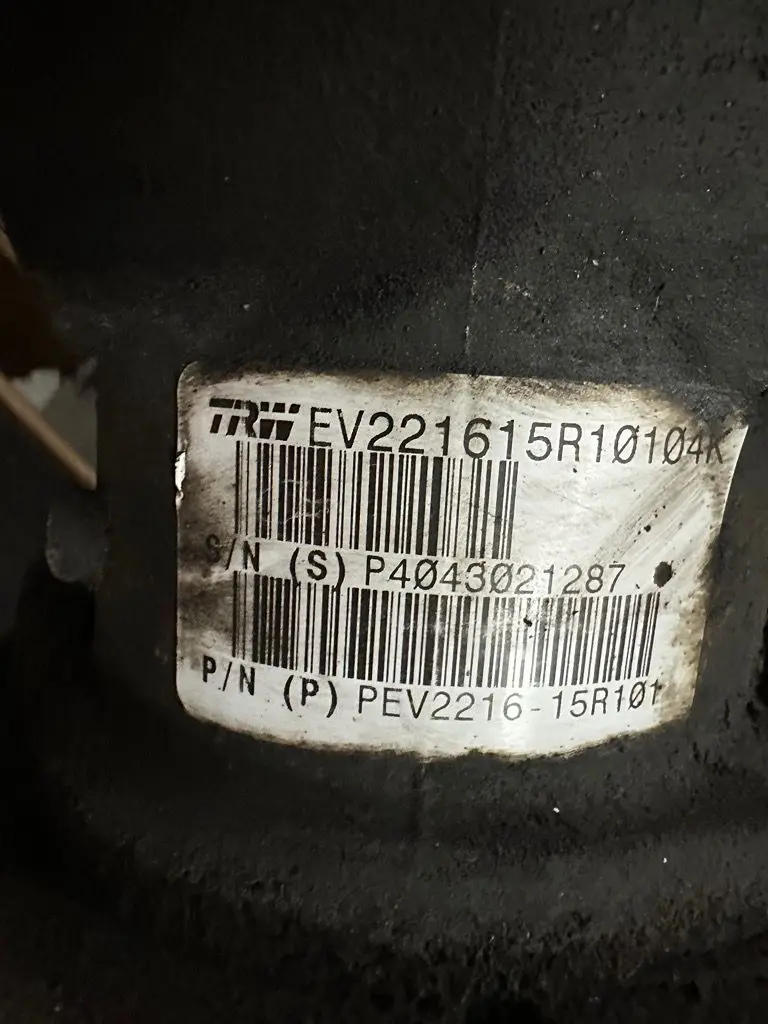 TRW EV221615R10104K
S/N (S) P4043021287
P/N (P) PEV2216-15R101